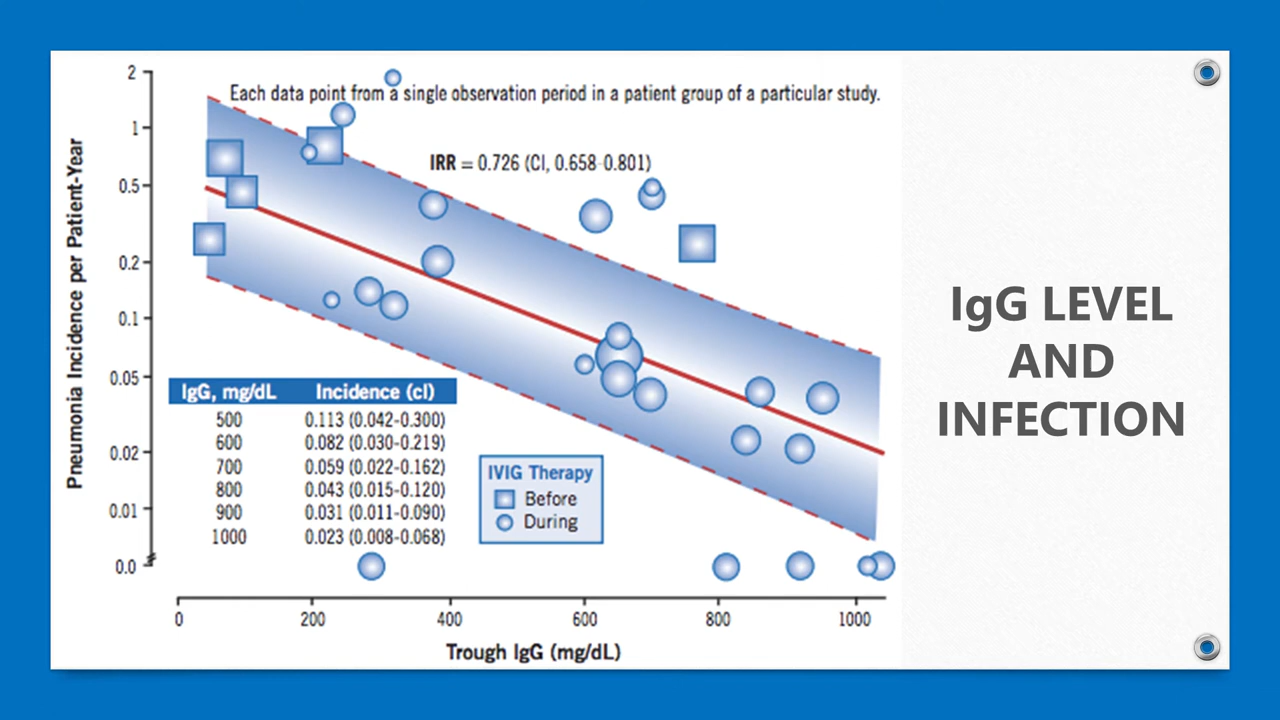 2
Each data point from a single observation period in a patient group of a particular study.
1
IRR = 0.726 (CI, 0.658-0.801)
0.5
0.2
0.1
0.05
0.02
0.01
0.0
Pneumonia Incidence per Patient-Year
IgG, mg/dL Incidence (cI)
500 0.113 (0.042-0.300)
600 0.082 (0.030-0.219)
700 0.059 (0.022-0.162)
800 0.043 (0.015-0.120)
900 0.031 (0.011-0.090)
1000 0.023 (0.008-0.068)
IVIG Therapy
Before
During
0 200 400 600 800 1000
Trough IgG (mg/dL)
IgG LEVEL
AND
INFECTION